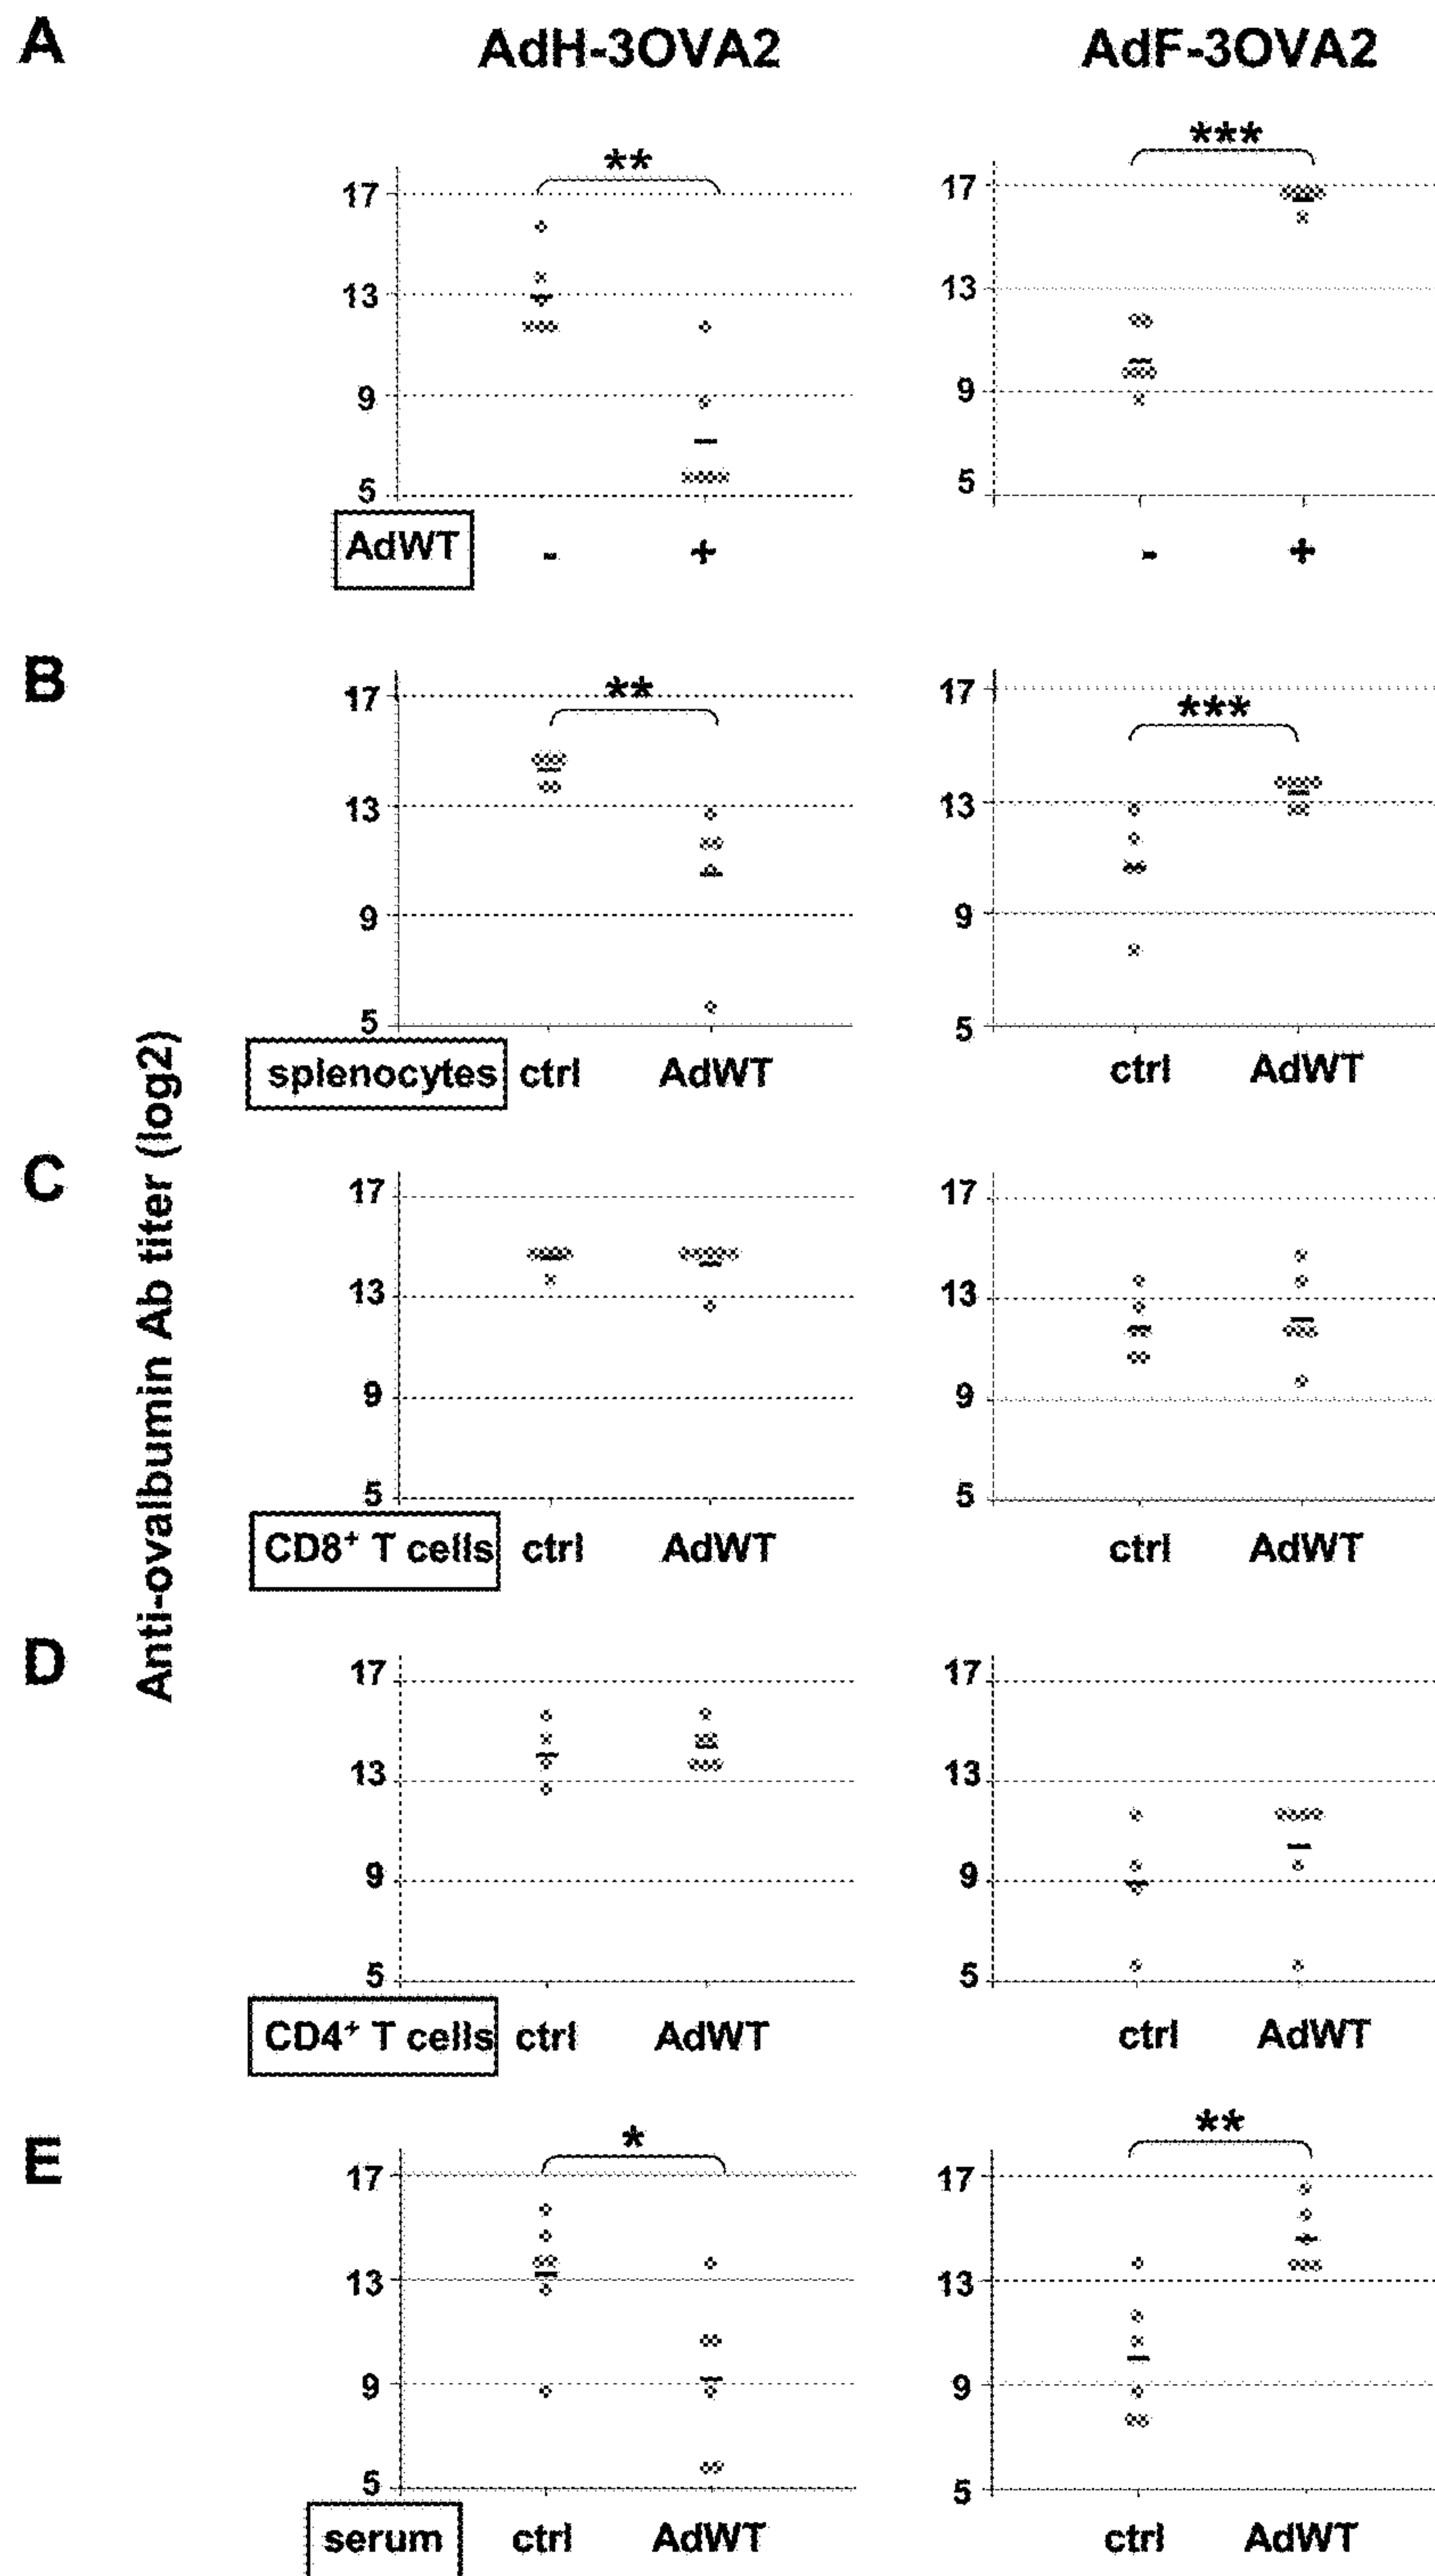 A
AdH-3OVA2 AdF-3OVA2
** ***
17 17
13 13
9 9
5 5
AdWT - + - +
B
** ***
17 17
13 13
9 9
5 5
splenocytes ctrl AdWT ctrl AdWT
Anti-ovalbumin Ab titer (log2)
C
17 17
13 13
9 9
5 5
CD8⁺ T cells ctrl AdWT ctrl AdWT
D
17 17
13 13
9 9
5 5
CD4⁺ T cells ctrl AdWT ctrl AdWT
E
* **
17 17
13 13
9 9
5 5
serum ctrl AdWT ctrl AdWT